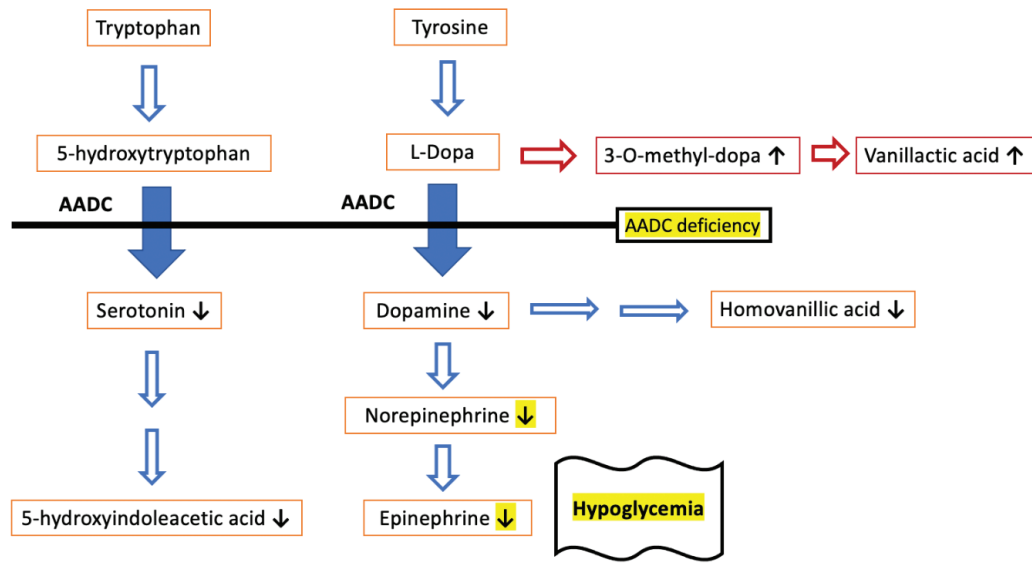 Tryptophan
Tyrosine
5-hydroxytryptophan
L-Dopa
3-O-methyl-dopa ↑
Vanillactic acid ↑
AADC
AADC
AADC deficiency
Serotonin ↓
Dopamine ↓
Homovanillic acid ↓
Norepinephrine ↓
5-hydroxyindoleacetic acid ↓
Epinephrine ↓
Hypoglycemia